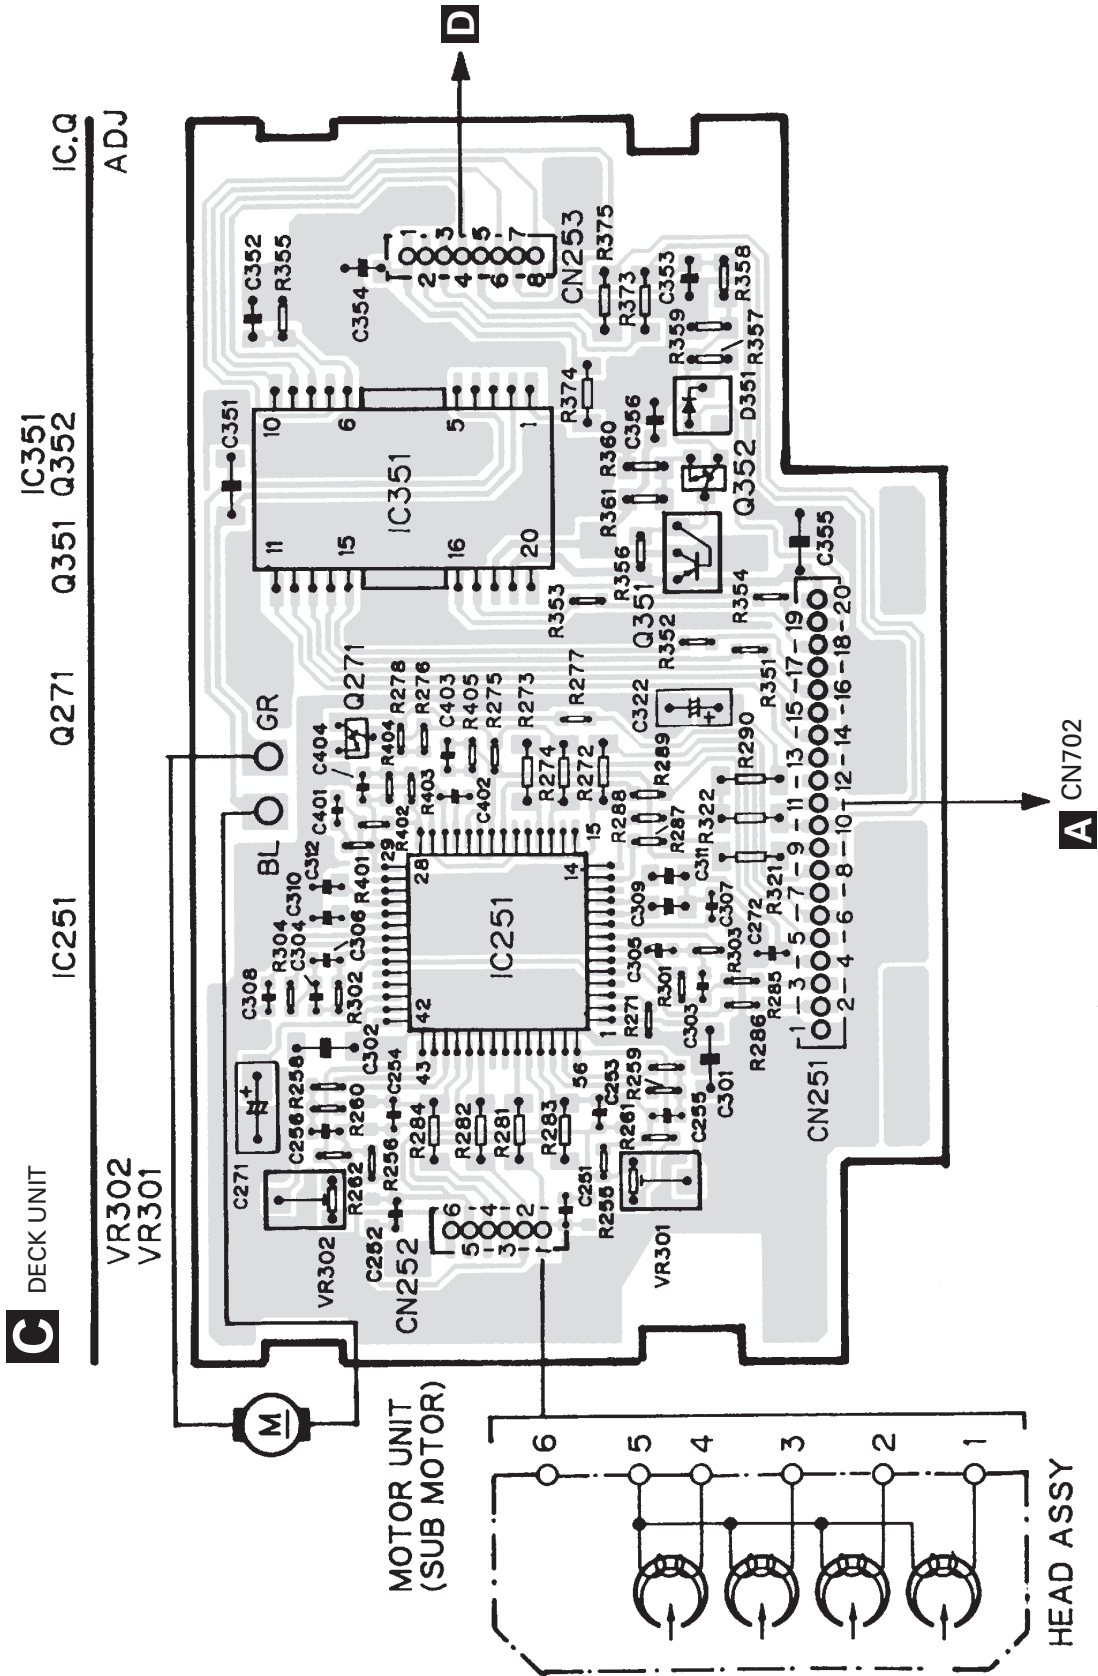 C DECK UNIT
IC251 Q271 Q351 IC351 Q352 IC.Q
VR302 VR301 ADJ
D
BL GR
M
MOTOR UNIT
(SUB MOTOR)
C271
C308
R304
C304
C310
C312
C401
C404
Q271
C351
C352
R355
C354
VR302
C256
R258
R260
R262
C302
R302
C306
R401
R402
R404
R278
R403
R276
C403
R405
R275
C402
R273
R274
R272
R277
C252
R256
C254
R284
R282
R281
R283
42
43
56
1
29
28
15
14
IC251
10
6
5
1
11
15
16
20
IC351
CN252
1
2
3
4
5
6
CN253
1
2
3
4
5
6
7
8
C251
R255
C253
R261
R259
C255
C301
VR301
R271
C303
R301
C305
R303
C307
C309
C311
R286
R285
C272
R321
R322
R287
R288
R289
R290
C322
R351
R352
R353
R354
R356
Q351
R361
R360
C356
Q352
D351
R374
R373
R375
R359
R357
C353
R358
C355
CN251
1 - 3 - 5 - 7 - 9 - 11 - 13 - 15 - 17 - 19
2 - 4 - 6 - 8 - 10 - 12 - 14 - 16 - 18 - 20
A CN702
6
5
4
3
2
1
HEAD ASSY